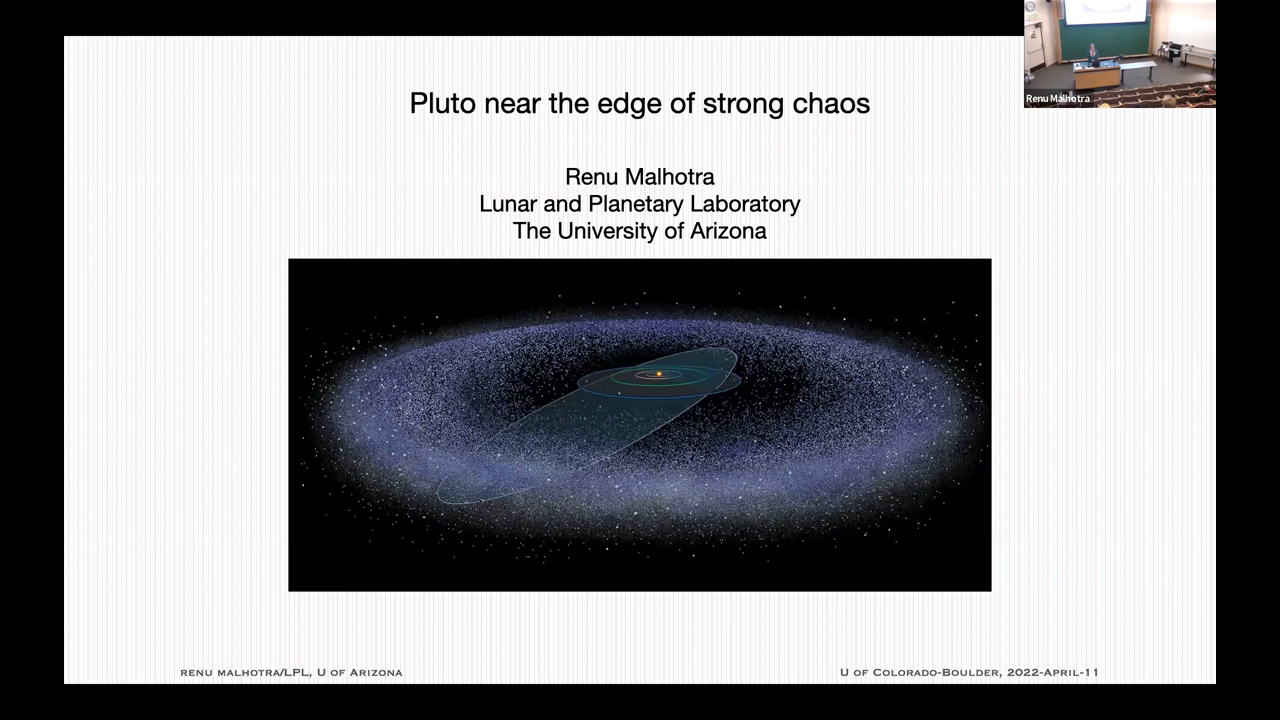 Pluto near the edge of strong chaos
Renu Malhotra
Renu Malhotra
Lunar and Planetary Laboratory
The University of Arizona
RENU MALHOTRA/LPL, U OF ARIZONA
U OF COLORADO-BOULDER, 2022-APRIL-11